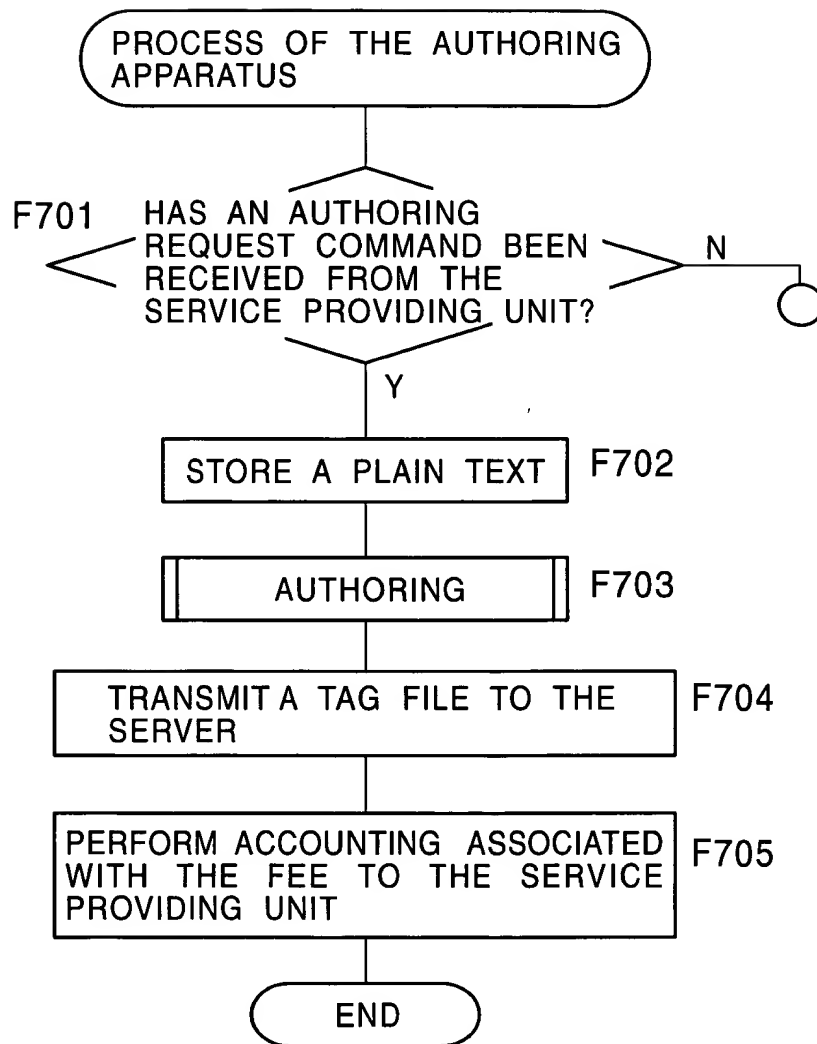 PROCESS OF THE AUTHORING
APPARATUS
F701
HAS AN AUTHORING
REQUEST COMMAND BEEN
RECEIVED FROM THE
SERVICE PROVIDING UNIT?
N
Y
STORE A PLAIN TEXT
F702
AUTHORING
F703
TRANSMIT A TAG FILE TO THE
SERVER
F704
PERFORM ACCOUNTING ASSOCIATED
WITH THE FEE TO THE SERVICE
PROVIDING UNIT
F705
END